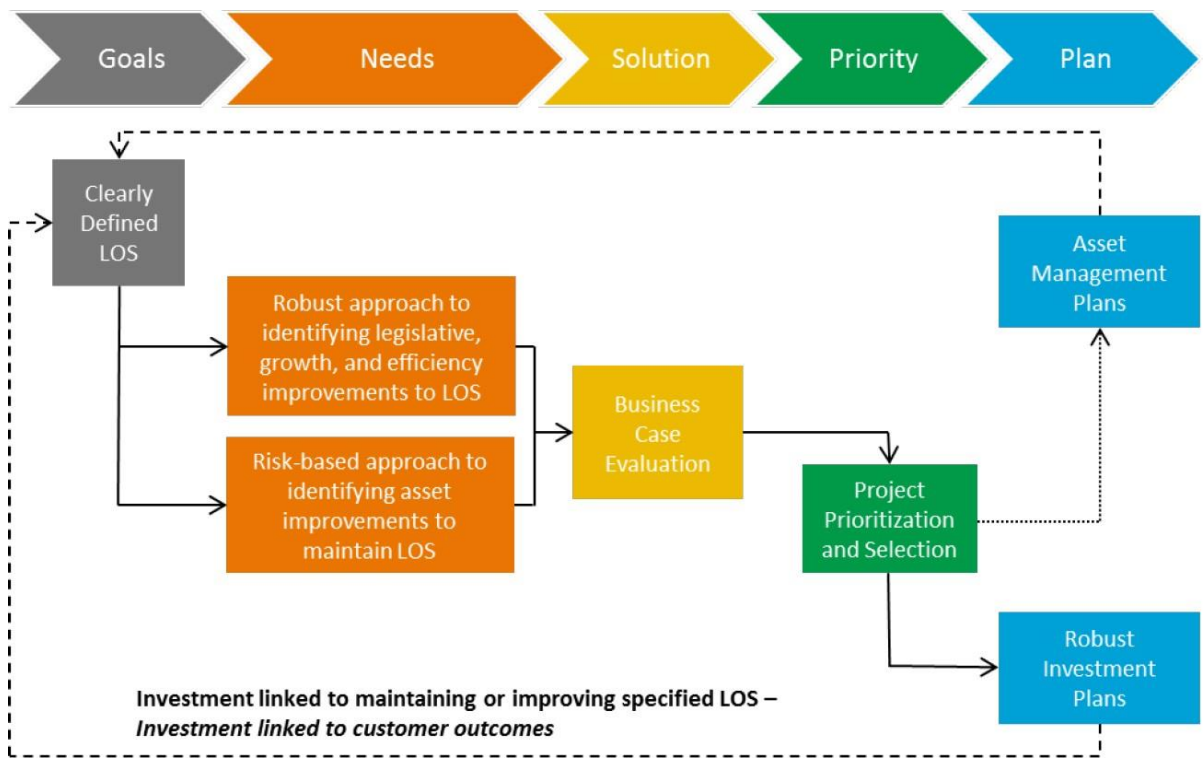 Goals
Needs
Solution
Priority
Plan
Clearly
Defined
LOS
Robust approach to
identifying legislative,
growth, and efficiency
improvements to LOS
Risk-based approach to
identifying asset
improvements to
maintain LOS
Business
Case
Evaluation
Project
Prioritization
and Selection
Asset
Management
Plans
Robust
Investment
Plans
Investment linked to maintaining or improving specified LOS –
Investment linked to customer outcomes